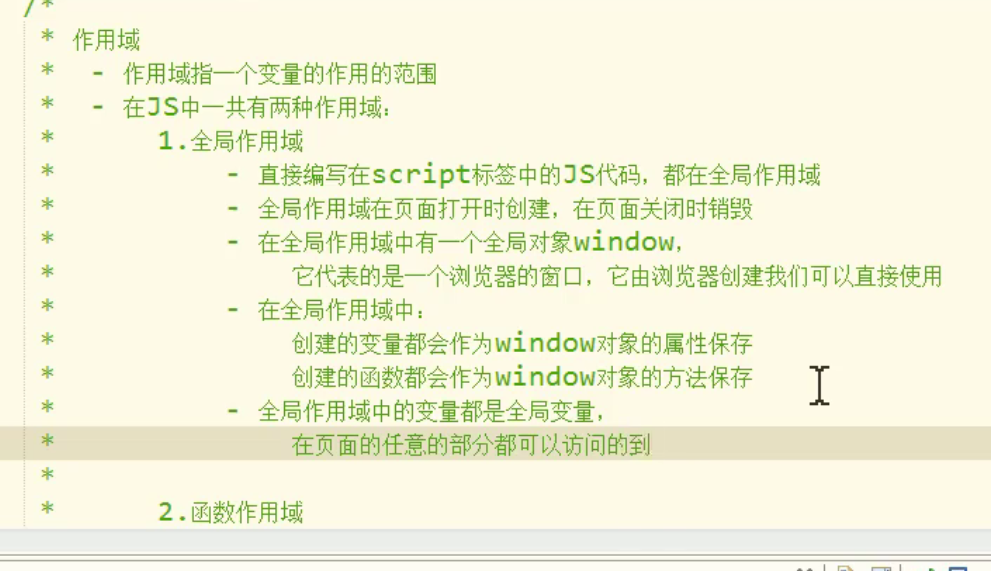 /*
* 作用域
* - 作用域指一个变量的作用的范围
* - 在JS中一共有两种作用域:
* 1.全局作用域
* - 直接编写在script标签中的JS代码，都在全局作用域
* - 全局作用域在页面打开时创建，在页面关闭时销毁
* - 在全局作用域中有一个全局对象window，
* 它代表的是一个浏览器的窗口，它由浏览器创建我们可以直接使用
* - 在全局作用域中:
* 创建的变量都会作为window对象的属性保存
* 创建的函数都会作为window对象的方法保存
* - 全局作用域中的变量都是全局变量，
* 在页面的任意的部分都可以访问的到
*
* 2.函数作用域